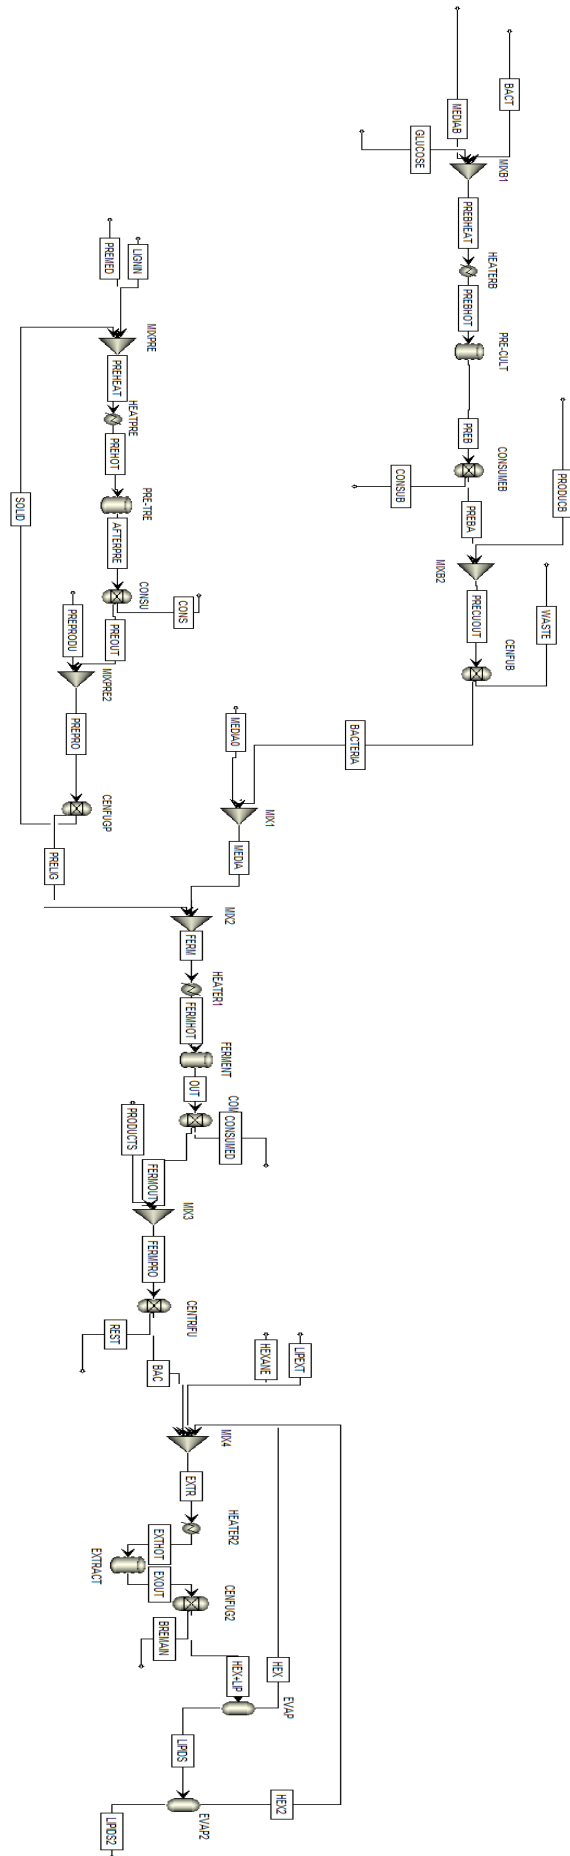 BACT
MEDIAB
GLUCOSE
MIXB1
PREBHEAT
HEATERB
PREBHOT
PRE-CULT
PREB
CONSUMEB
CONSUB
PREBA
PRODUCB
MIXB2
PRECUOUT
WASTE
CENFUB
BACTERIA
PREMED
LIGNIN
MIXPRE
PREHEAT
HEATPRE
PREHOT
PRE-TRE
AFTERPRE
CONSU
CONS
SOLID
PREOUT
PREPRODU
MIXPRE2
PREPRO
CENFUGP
PRELIG
MEDIA0
MIX1
MEDIA
MIX2
FERM
HEATER1
FERMHOT
FERMENT
OUT
COM
CONSUMED
PRODUCTS
FERMOUT
MIX3
FERMPRO
CENTRIFU
REST
BAC
HEXANE
LIPEXT
MIX4
EXTR
HEATER2
EXTHOT
EXTRACT
EXOUT
CENFUG2
BREMAIN
HEX+LIP
HEX
EVAP
LIPIDS
HEX2
EVAP2
LIPIDS2